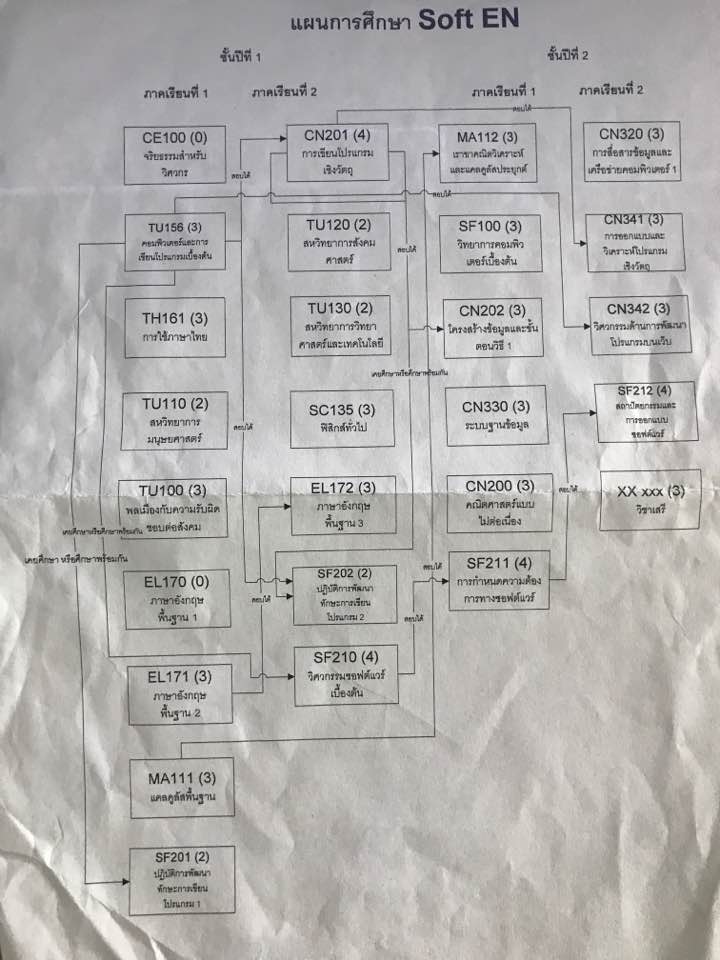 แผนการศึกษา Soft EN
ชั้นปีที่ 1
ชั้นปีที่ 2
ภาคเรียนที่ 1
ภาคเรียนที่ 2
ภาคเรียนที่ 1
ภาคเรียนที่ 2
CE100 (0)
จริยธรรมสำหรับ
วิศวกร
TU156 (3)
คอมพิวเตอร์และการ
เขียนโปรแกรมเบื้องต้น
TH161 (3)
การใช้ภาษาไทย
TU110 (2)
สหวิทยาการ
มนุษยศาสตร์
TU100 (3)
พลเมืองกับความรับผิด
ชอบต่อสังคม
เคยศึกษาหรือศึกษาพร้อมกัน
เคยศึกษา หรือศึกษาพร้อมกัน
EL170 (0)
ภาษาอังกฤษ
พื้นฐาน 1
EL171 (3)
ภาษาอังกฤษ
พื้นฐาน 2
MA111 (3)
แคลคูลัสพื้นฐาน
SF201 (2)
ปฏิบัติการพัฒนา
ทักษะการเขียน
โปรแกรม 1
สอบได้
สอบได้
สอบได้
CN201 (4)
การเขียนโปรแกรม
เชิงวัตถุ
TU120 (2)
สหวิทยาการสังคม
ศาสตร์
TU130 (2)
สหวิทยาการวิทยา
ศาสตร์และเทคโนโลยี
SC135 (3)
ฟิสิกส์ทั่วไป
EL172 (3)
ภาษาอังกฤษ
พื้นฐาน 3
SF202 (2)
ปฏิบัติการพัฒนา
ทักษะการเขียน
โปรแกรม 2
SF210 (4)
วิศวกรรมซอฟต์แวร์
เบื้องต้น
สอบได้
เคยศึกษาหรือศึกษาพร้อมกัน
สอบได้
สอบได้
สอบได้
สอบได้
MA112 (3)
เรขาคณิตวิเคราะห์
และแคลคูลัสประยุกต์
SF100 (3)
วิทยาการคอมพิว
เตอร์เบื้องต้น
CN202 (3)
โครงสร้างข้อมูลและขั้น
ตอนวิธี 1
CN330 (3)
ระบบฐานข้อมูล
CN200 (3)
คณิตศาสตร์แบบ
ไม่ต่อเนื่อง
SF211 (4)
การกำหนดความต้อง
การทางซอฟต์แวร์
สอบได้
CN320 (3)
การสื่อสารข้อมูลและ
เครือข่ายคอมพิวเตอร์ 1
CN341 (3)
การออกแบบและ
วิเคราะห์โปรแกรม
เชิงวัตถุ
CN342 (3)
วิศวกรรมด้านการพัฒนา
โปรแกรมบนเว็บ
SF212 (4)
สถาปัตยกรรมและ
การออกแบบ
ซอฟต์แวร์
XX xxx (3)
วิชาเสรี